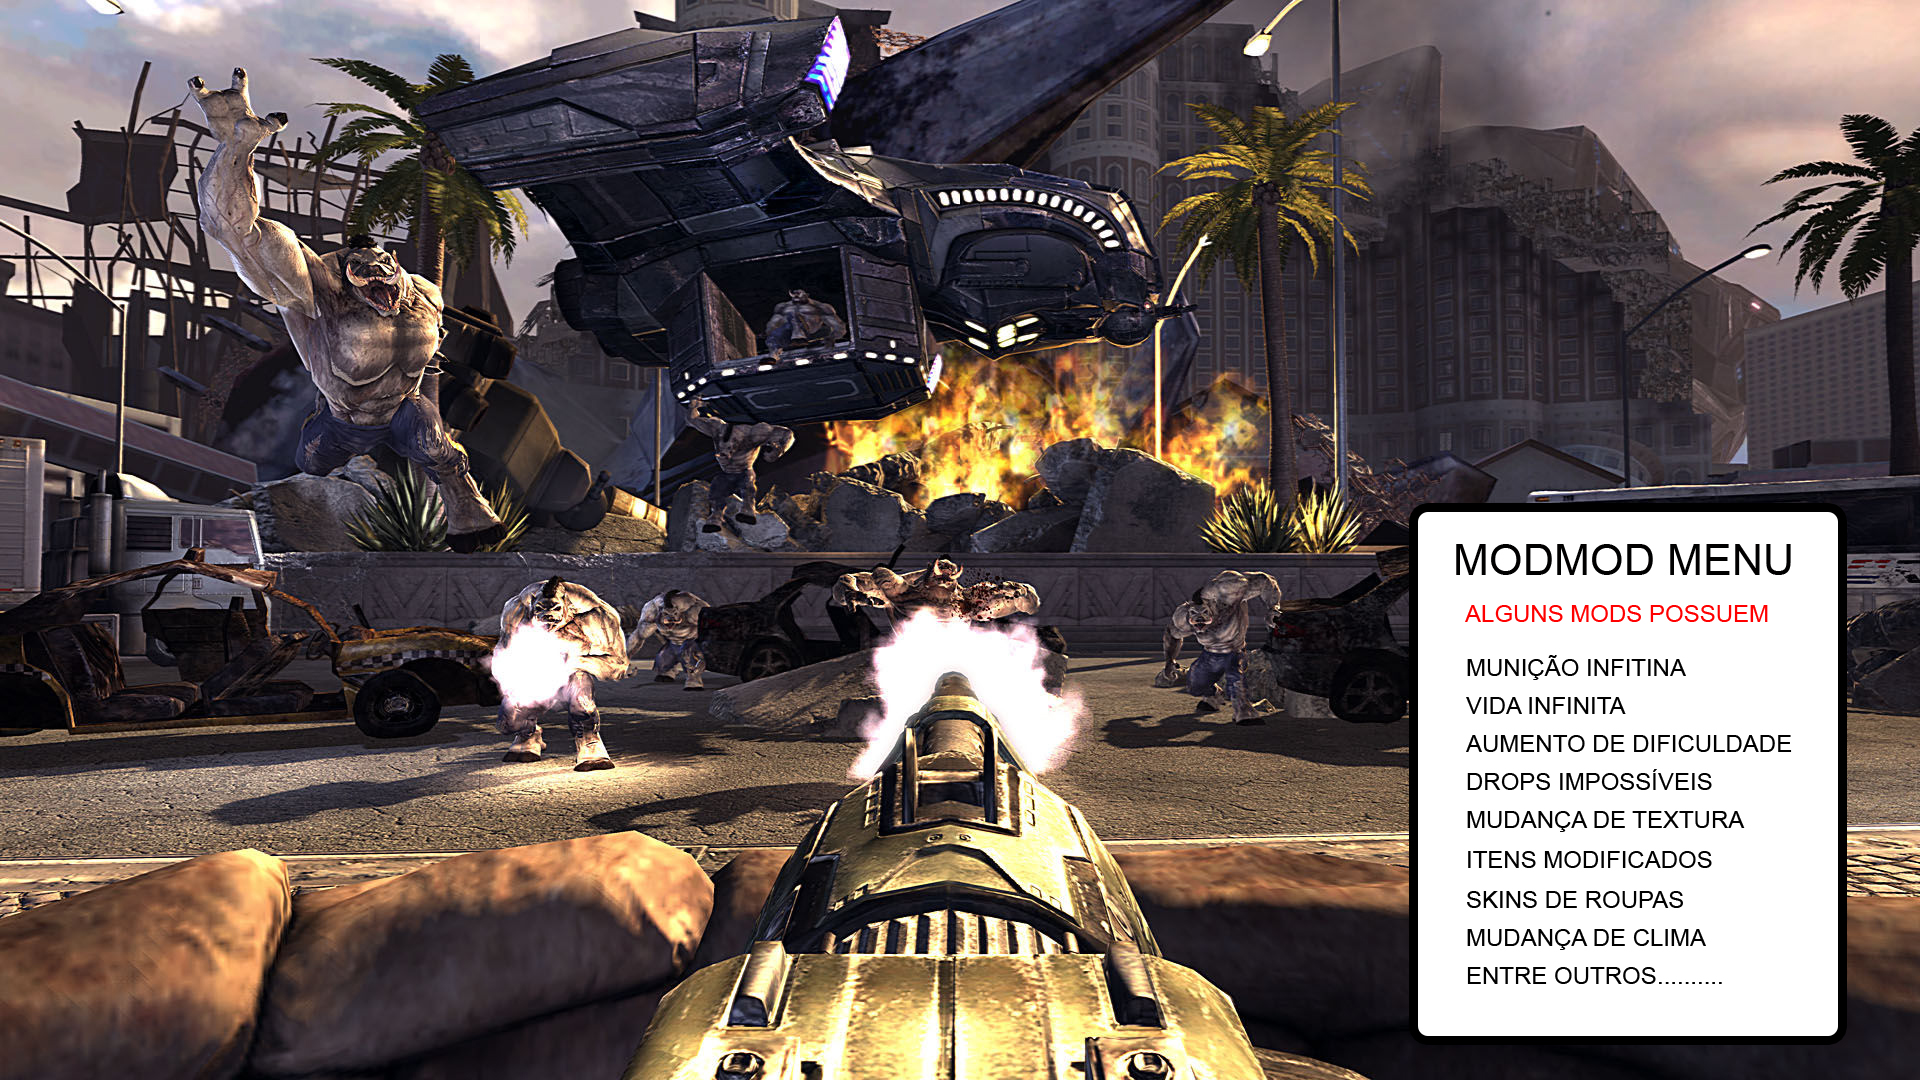 MODMOD MENU
ALGUNS MODS POSSUEM
MUNIÇÃO INFITINA
VIDA INFINITA
AUMENTO DE DIFICULDADE
DROPS IMPOSSÍVEIS
MUDANÇA DE TEXTURA
ITENS MODIFICADOS
SKINS DE ROUPAS
MUDANÇA DE CLIMA
ENTRE OUTROS..........